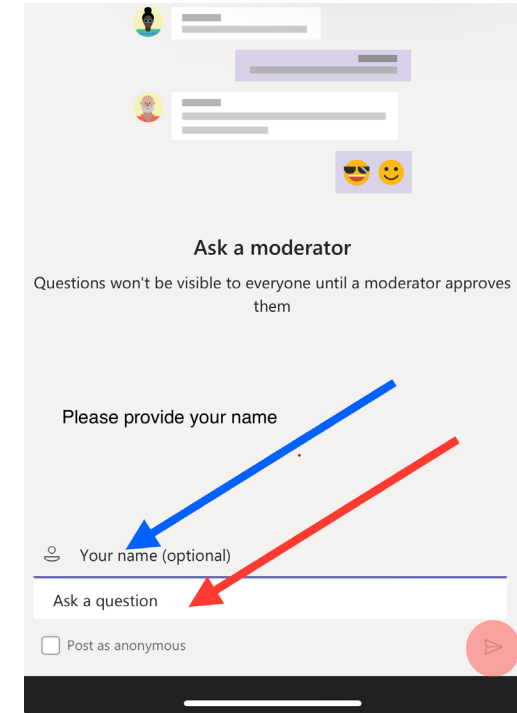 Ask a moderator
Questions won't be visible to everyone until a moderator approves
them
Please provide your name
Your name (optional)
Ask a question
Post as anonymous